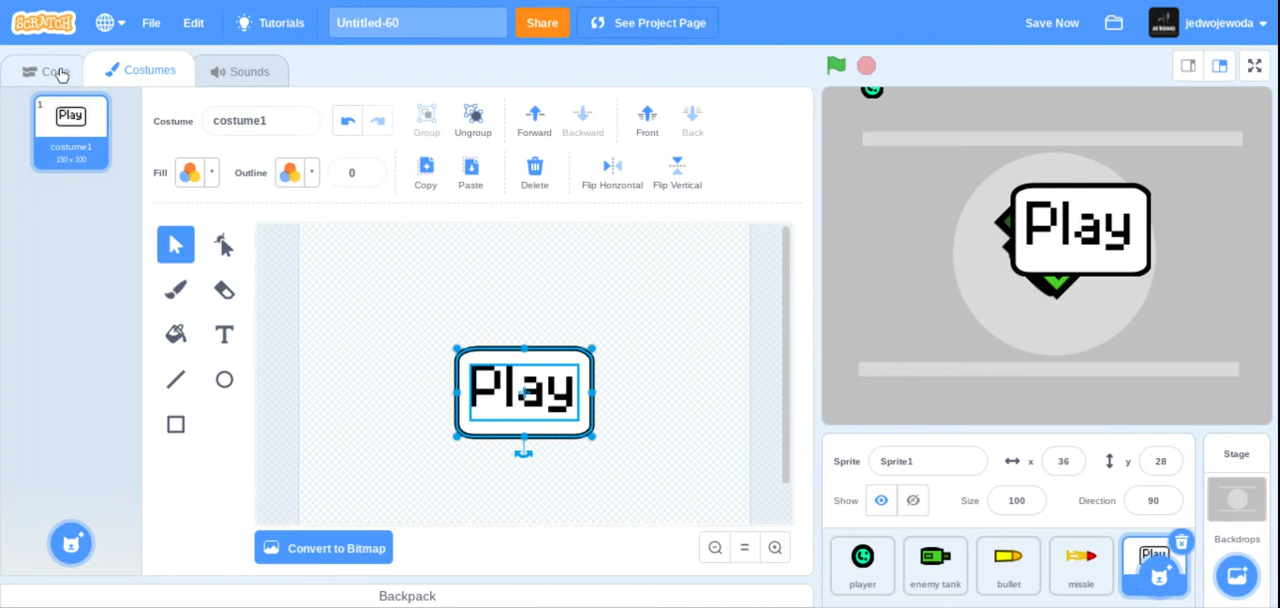 SCRATCH File Edit Tutorials Untitled-60 Share See Project Page Save Now jedwojewoda
Costumes Sounds
1 Play costume1 150 x 100
Costume costume1 Group Ungroup Forward Backward Front Back
Fill Outline 0 Copy Paste Delete Flip Horizontal Flip Vertical
Play
Play
Convert to Bitmap
Sprite Sprite1 x 36 y 28
Show Size 100 Direction 90
Stage
Backdrops
player enemy tank bullet missle Play
Backpack